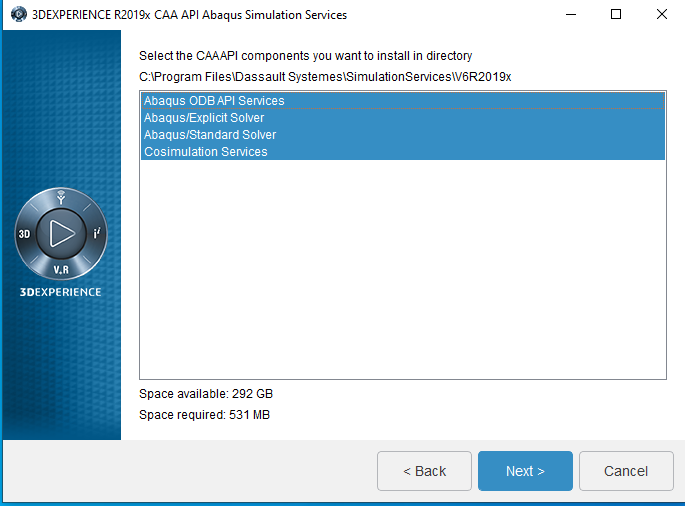 3DEXPERIENCE R2019x CAA API Abaqus Simulation Services
Select the CAAAPI components you want to install in directory
C:\Program Files\Dassault Systemes\SimulationServices\V6R2019x
Abaqus ODB API Services
Abaqus/Explicit Solver
Abaqus/Standard Solver
Cosimulation Services
3D
i²
V.R
3DEXPERIENCE
Space available: 292 GB
Space required: 531 MB
< Back
Next >
Cancel